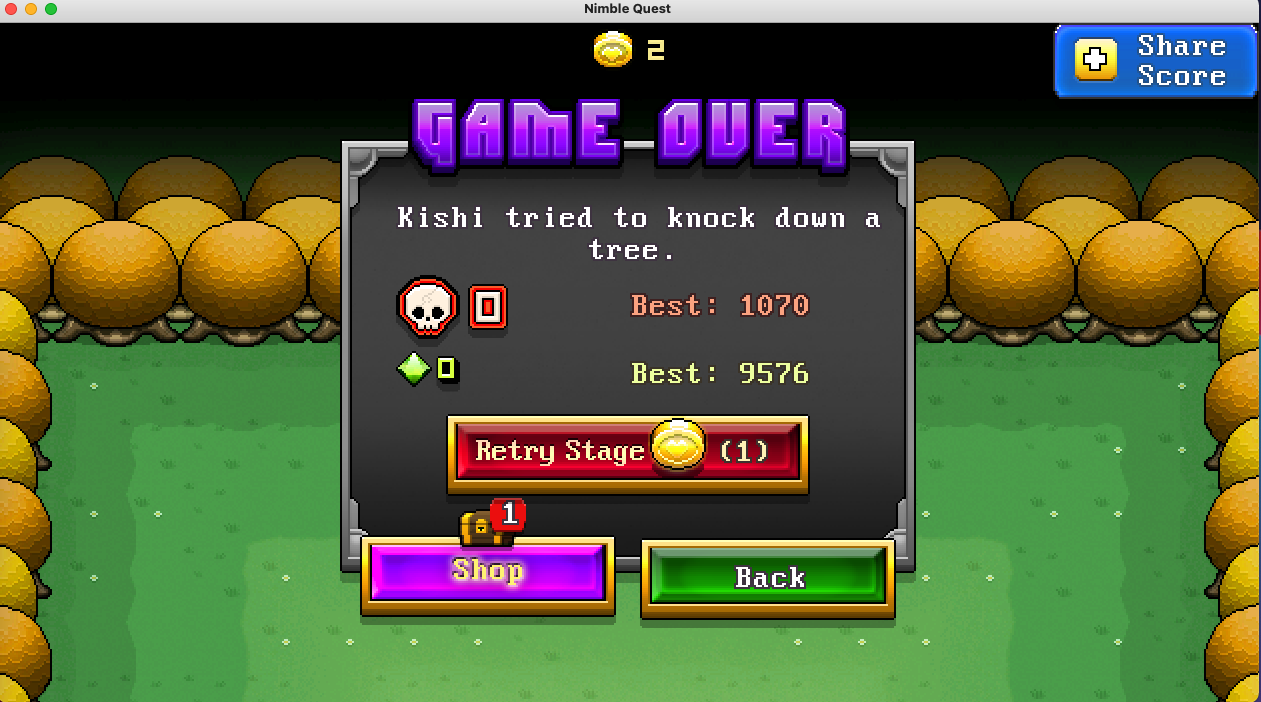 Nimble Quest
2
Share
Score
GAME OVER
Kishi tried to knock down a
tree.
0 Best: 1070
0 Best: 9576
Retry Stage (1)
1
Shop
Back